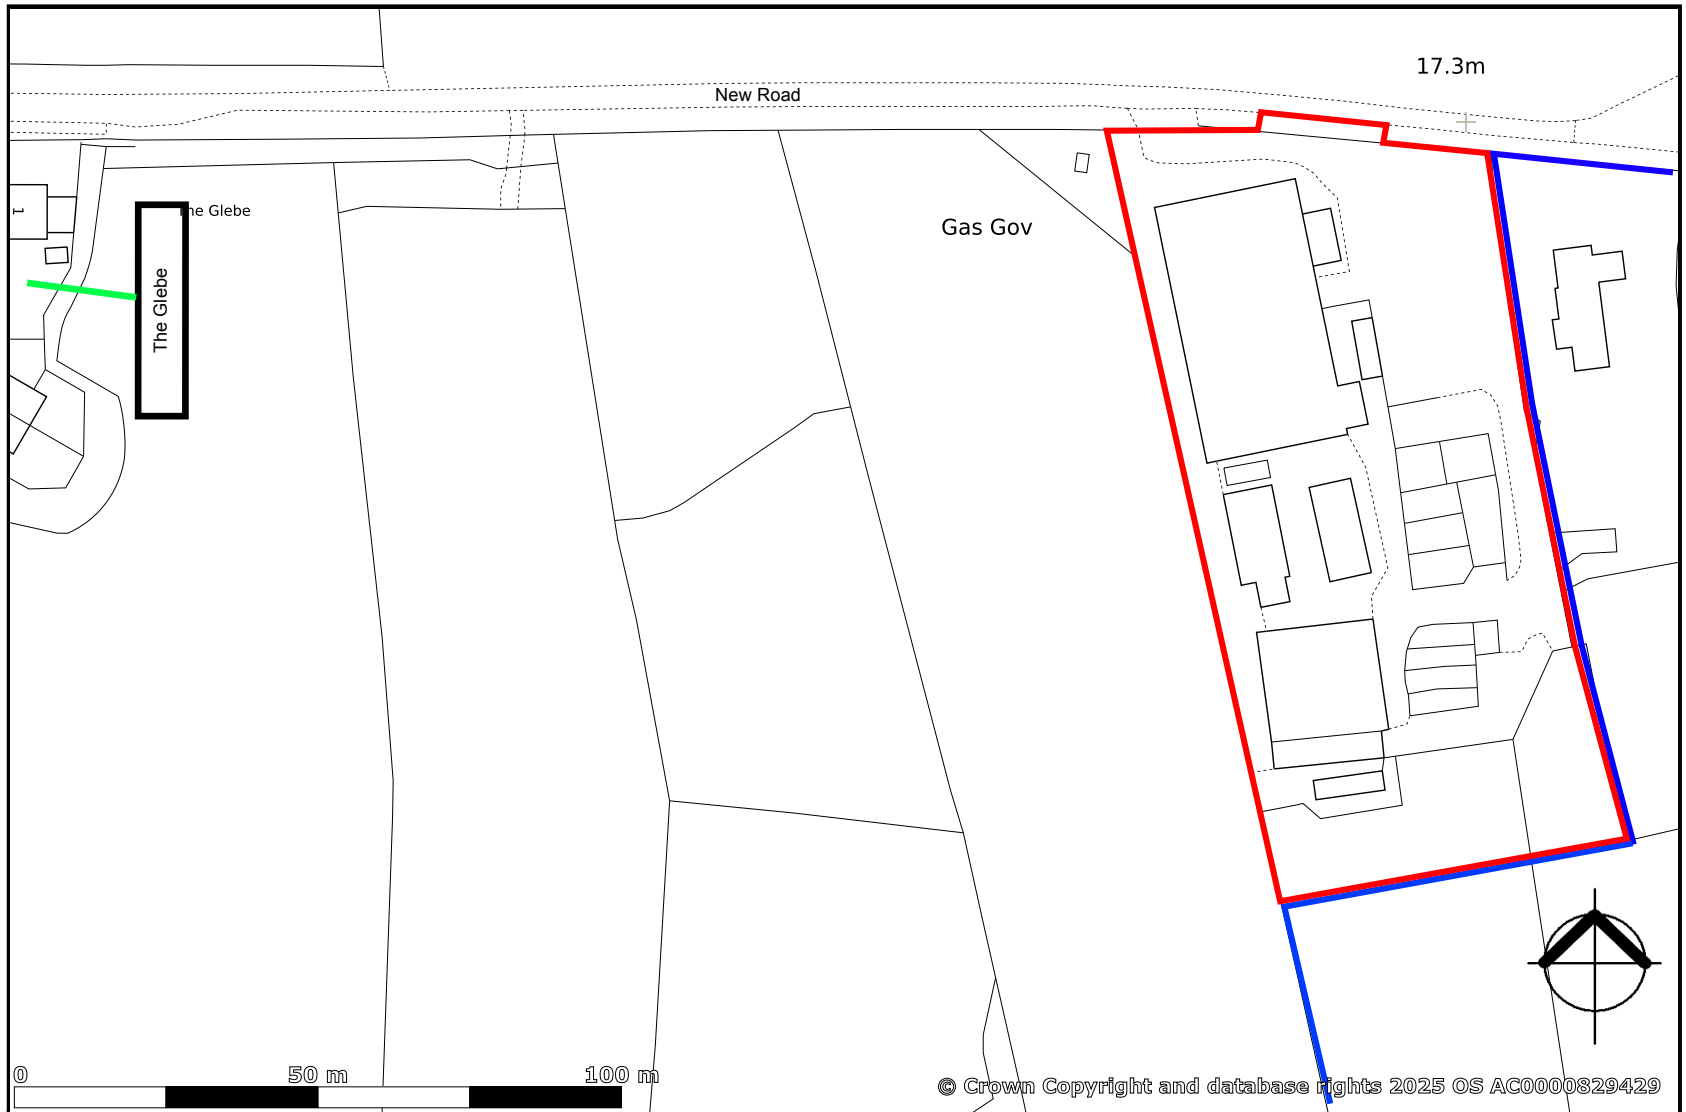 17.3m
New Road
1
The Glebe
Gas Gov
The Glebe
0 50 m 100 m
© Crown Copyright and database rights 2025 OS AC0000829429